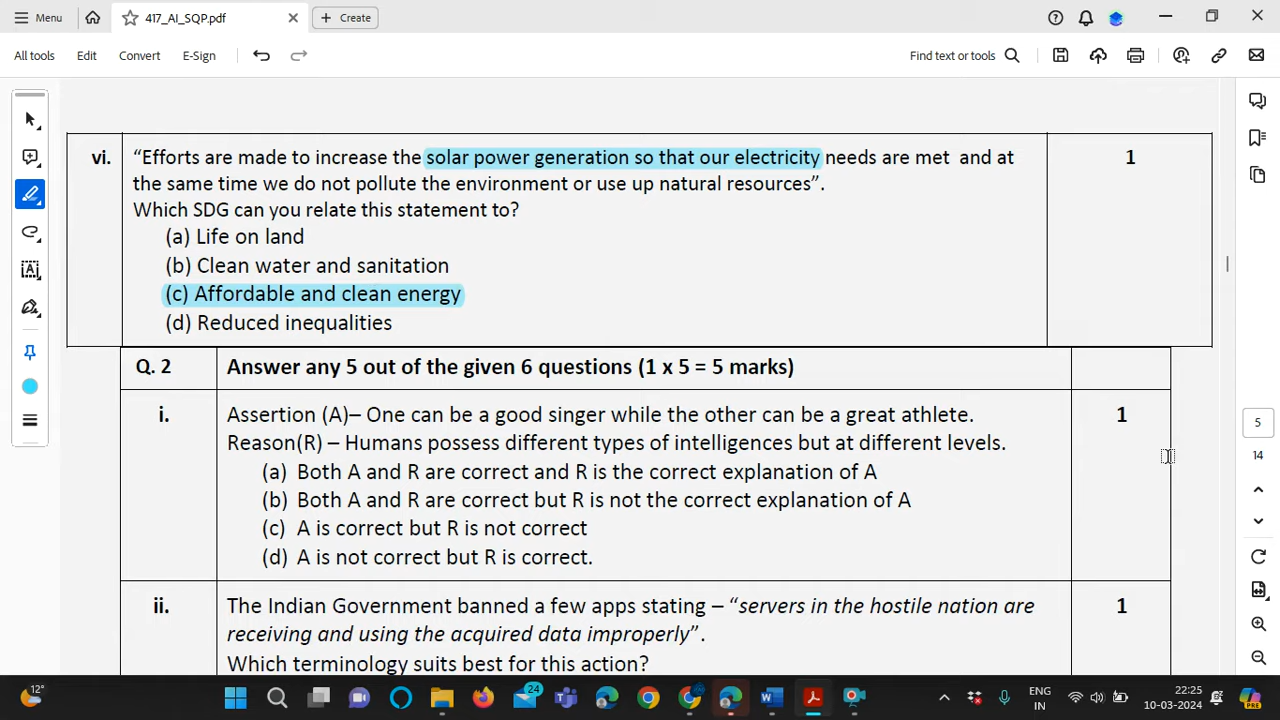 Menu
417_AI_SQP.pdf
Create
All tools
Edit
Convert
E-Sign
Find text or tools
vi.
“Efforts are made to increase the solar power generation so that our electricity needs are met and at
1
the same time we do not pollute the environment or use up natural resources”.
Which SDG can you relate this statement to?
(a) Life on land
(b) Clean water and sanitation
(c) Affordable and clean energy
(d) Reduced inequalities
Q. 2
Answer any 5 out of the given 6 questions (1 x 5 = 5 marks)
i.
Assertion (A)– One can be a good singer while the other can be a great athlete.
1
Reason(R) – Humans possess different types of intelligences but at different levels.
(a) Both A and R are correct and R is the correct explanation of A
(b) Both A and R are correct but R is not the correct explanation of A
(c) A is correct but R is not correct
(d) A is not correct but R is correct.
ii.
The Indian Government banned a few apps stating – “servers in the hostile nation are
1
receiving and using the acquired data improperly”.
Which terminology suits best for this action?
5
14
12°
24
ENG
IN
22:25
10-03-2024
PRE